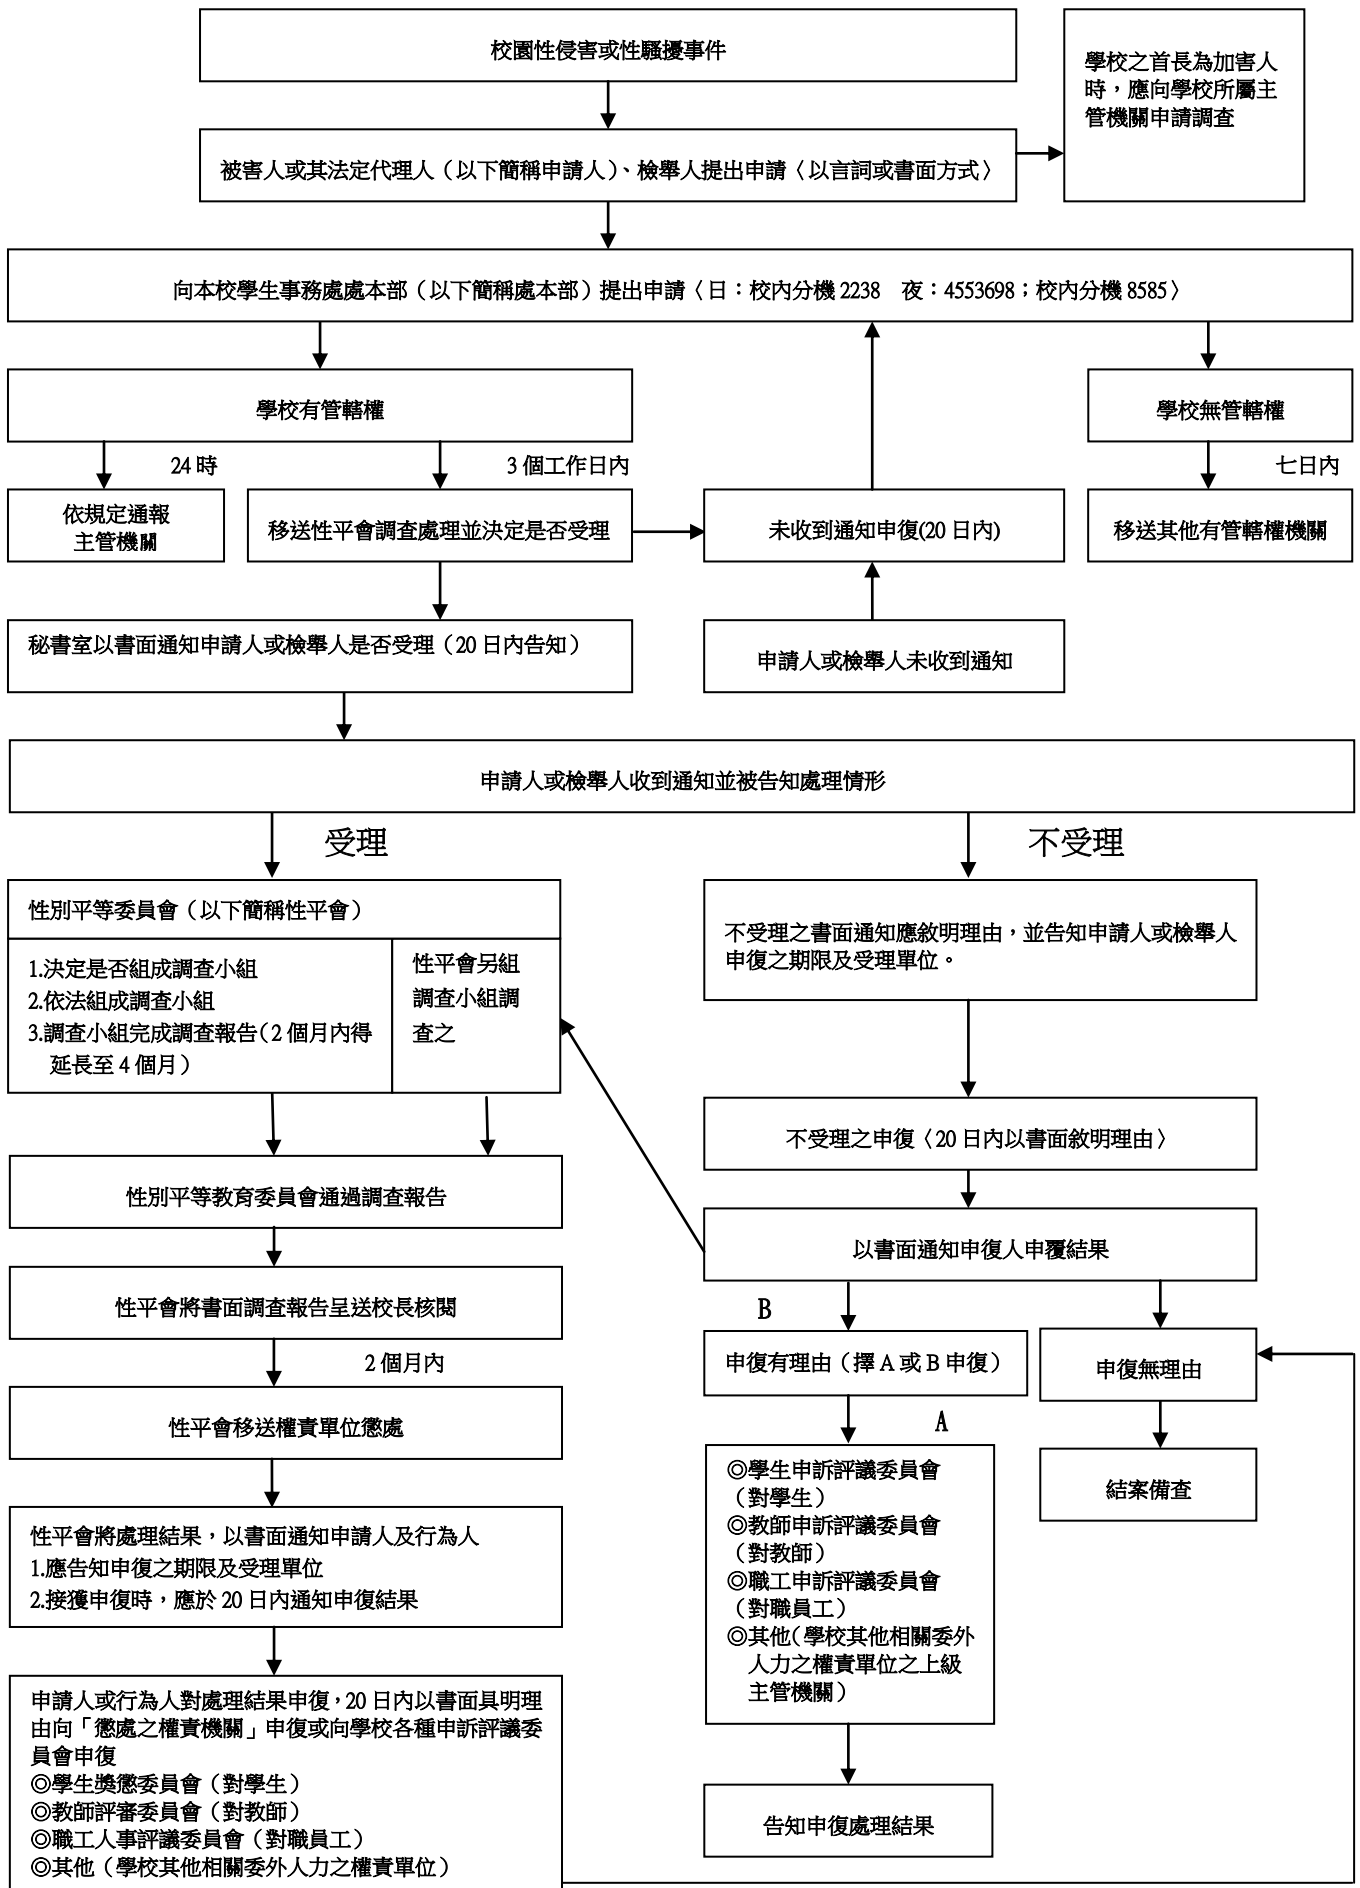 校園性侵害或性騷擾事件
學校之首長為加害人
時，應向學校所屬主
管機關申請調查
被害人或其法定代理人（以下簡稱申請人）、檢舉人提出申請〈以言詞或書面方式〉
向本校學生事務處處本部（以下簡稱處本部）提出申請〈日：校內分機 2238　夜：4553698；校內分機 8585〉
學校有管轄權
學校無管轄權
24 時
3 個工作日內
七日內
依規定通報
主管機關
移送性平會調查處理並決定是否受理
未收到通知申復(20 日內)
移送其他有管轄權機關
秘書室以書面通知申請人或檢舉人是否受理（20 日內告知）
申請人或檢舉人未收到通知
申請人或檢舉人收到通知並被告知處理情形
受理
不受理
性別平等委員會（以下簡稱性平會）
1.決定是否組成調查小組
2.依法組成調查小組
3.調查小組完成調查報告（2 個月內得
延長至 4 個月）
性平會另組
調查小組調
查之
不受理之書面通知應敘明理由，並告知申請人或檢舉人
申復之期限及受理單位。
不受理之申復〈20 日內以書面敘明理由〉
性別平等教育委員會通過調查報告
以書面通知申復人申覆結果
性平會將書面調查報告呈送校長核閱
B
2 個月內
申復有理由（擇 A 或 B 申復）
申復無理由
性平會移送權責單位懲處
A
◎學生申訴評議委員會
（對學生）
◎教師申訴評議委員會
（對教師）
◎職工申訴評議委員會
（對職員工）
◎其他（學校其他相關委外
人力之權責單位之上級
主管機關）
結案備查
性平會將處理結果，以書面通知申請人及行為人
1.應告知申復之期限及受理單位
2.接獲申復時，應於 20 日內通知申復結果
申請人或行為人對處理結果申復，20 日內以書面具明理
由向「懲處之權責機關」申復或向學校各種申訴評議委
員會申復
◎學生獎懲委員會（對學生）
◎教師評審委員會（對教師）
◎職工人事評議委員會（對職員工）
◎其他（學校其他相關委外人力之權責單位）
告知申復處理結果